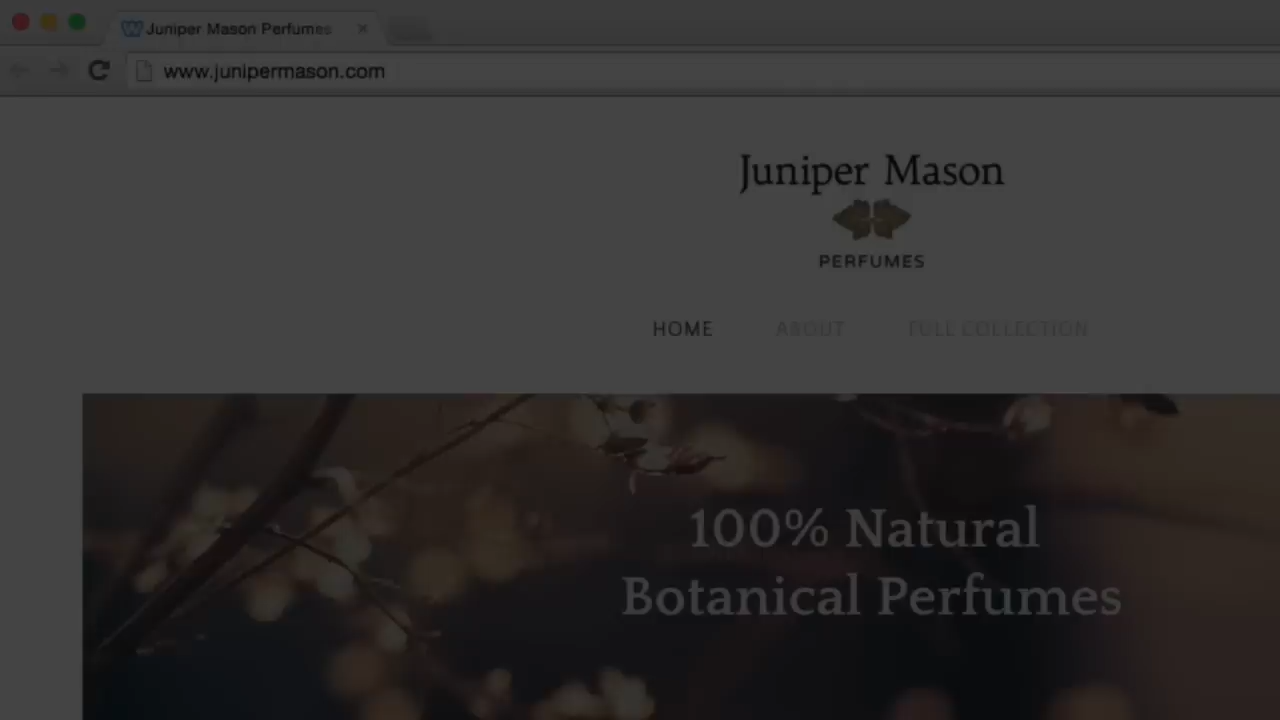 Juniper Mason Perfumes
www.junipermason.com
Juniper Mason
PERFUMES
HOME ABOUT FULL COLLECTION
100% Natural
Botanical Perfumes